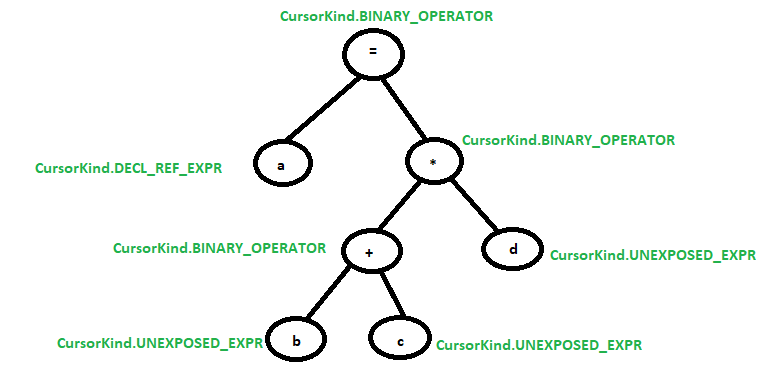 CursorKind.BINARY_OPERATOR
=
CursorKind.BINARY_OPERATOR
CursorKind.DECL_REF_EXPR
a
*
CursorKind.BINARY_OPERATOR
+
d
CursorKind.UNEXPOSED_EXPR
CursorKind.UNEXPOSED_EXPR
b
c
CursorKind.UNEXPOSED_EXPR